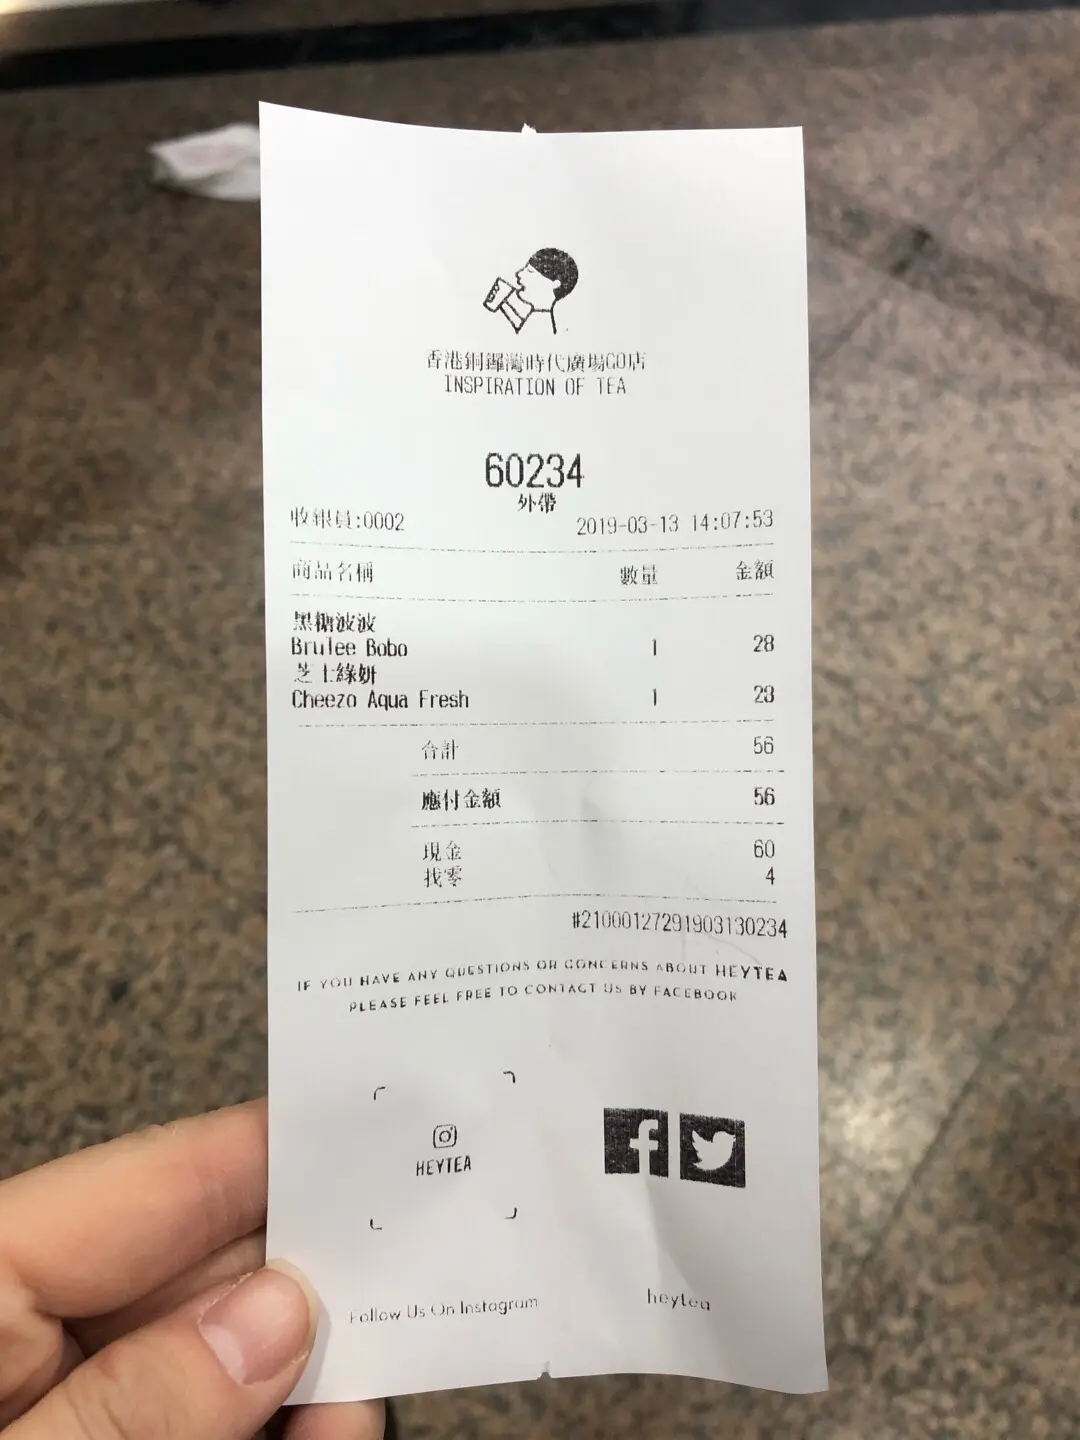 香港銅鑼灣時代廣場GO店
INSPIRATION OF TEA
60234
外帶
收銀員:0002 2019-03-13 14:07:53
商品名稱 數量 金額
黑糖波波
Brulee Bobo 1 28
芝士綠妍
Cheezo Aqua Fresh 1 28
合計 56
應付金額 56
現金 60
找零 4
#21000127291903130234
IF YOU HAVE ANY QUESTIONS OR CONCERNS ABOUT HEYTEA
PLEASE FEEL FREE TO CONTACT US BY FACEBOOK
HEYTEA
Follow Us On Instagram heytea